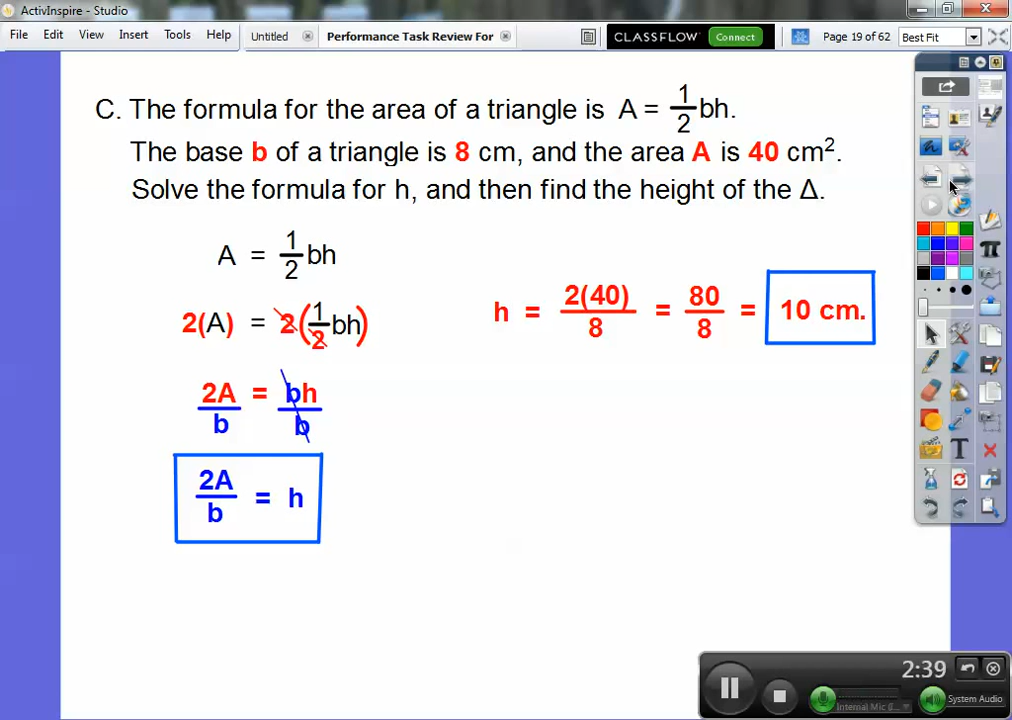 ActivInspire - Studio
File Edit View Insert Tools Help Untitled Performance Task Review For CLASSFLOW Connect Page 19 of 62 Best Fit
C. The formula for the area of a triangle is A = 1/2 bh.
The base b of a triangle is 8 cm, and the area A is 40 cm².
Solve the formula for h, and then find the height of the Δ.
A = 1/2 bh
2(A) = 2(1/2 bh)
2A/b = bh/b
2A/b = h
h = 2(40)/8 = 80/8 = 10 cm.
2:39
Internal Mic (I...
System Audio